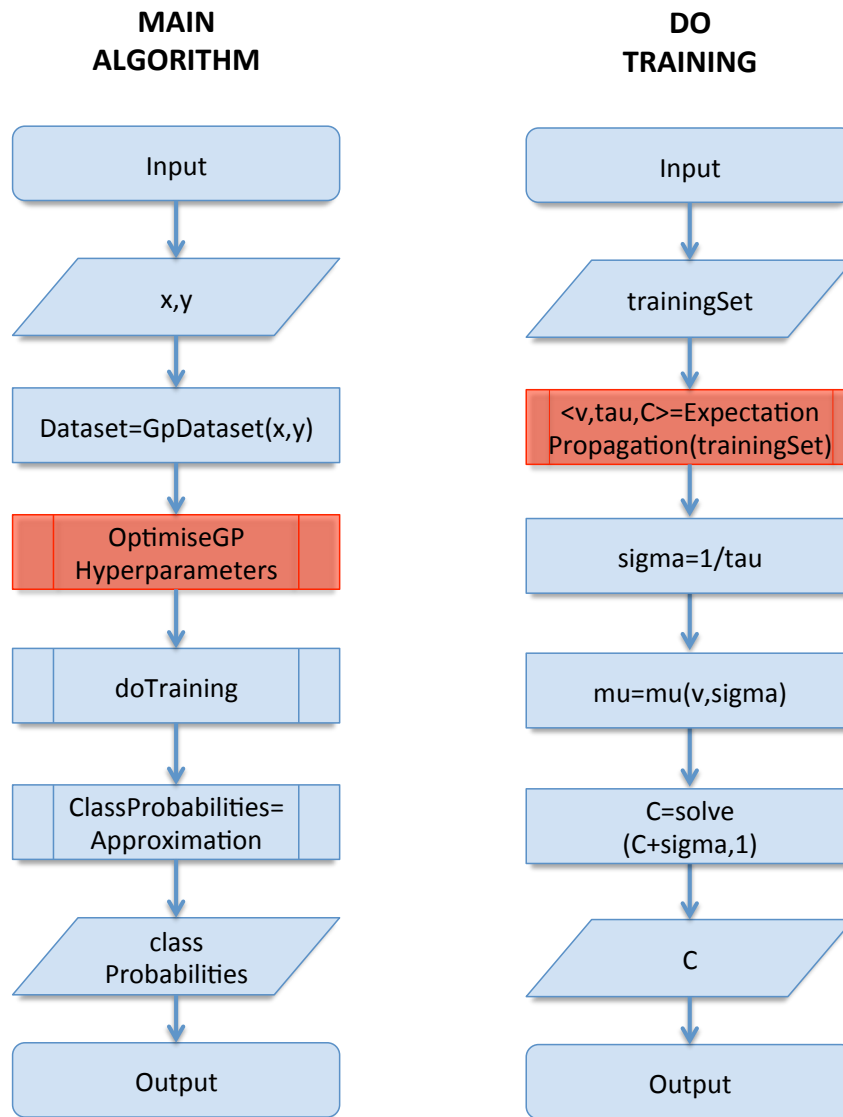 MAIN
ALGORITHM
Input
x,y
Dataset=GpDataset(x,y)
OptimiseGP
Hyperparameters
doTraining
ClassProbabilities=
Approximation
class
Probabilities
Output
DO
TRAINING
Input
trainingSet
<v,tau,C>=Expectation
Propagation(trainingSet)
sigma=1/tau
mu=mu(v,sigma)
C=solve
(C+sigma,1)
C
Output